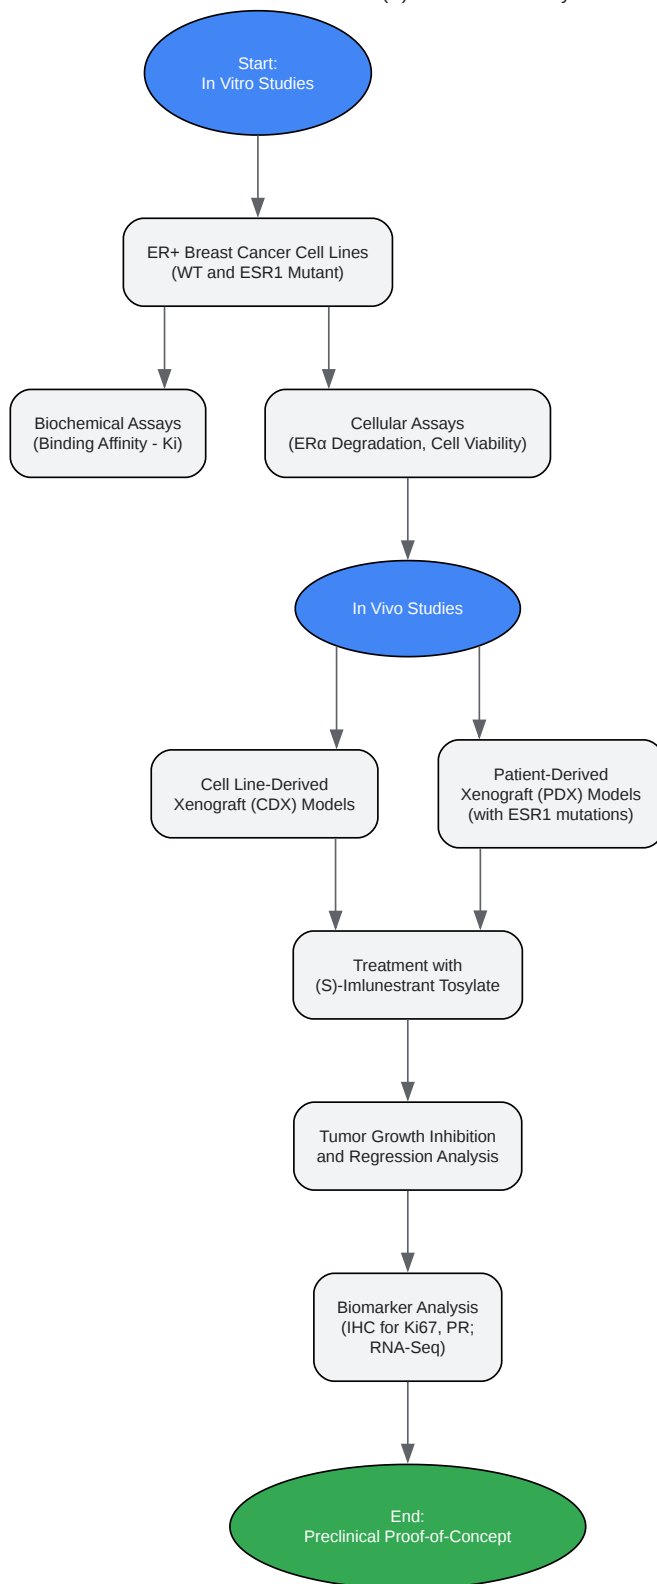 Start:
In Vitro Studies
ER+ Breast Cancer Cell Lines
(WT and ESR1 Mutant)
Biochemical Assays
(Binding Affinity - Ki)
Cellular Assays
(ERα Degradation, Cell Viability)
In Vivo Studies
Cell Line-Derived
Xenograft (CDX) Models
Patient-Derived
Xenograft (PDX) Models
(with ESR1 mutations)
Treatment with
(S)-Imlunestrant Tosylate
Tumor Growth Inhibition
and Regression Analysis
Biomarker Analysis
(IHC for Ki67, PR;
RNA-Seq)
End:
Preclinical Proof-of-Concept